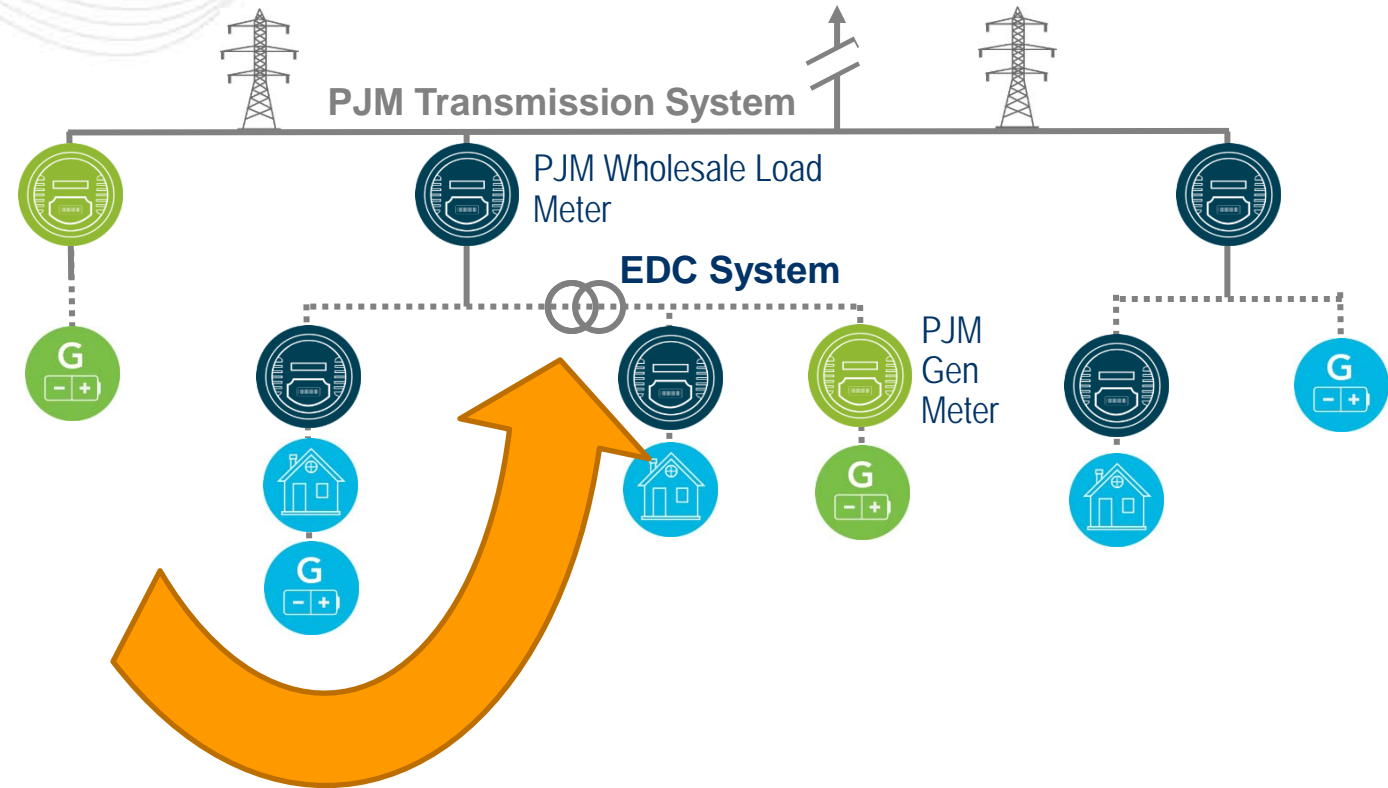 PJM Transmission System
PJM Wholesale Load
Meter
EDC System
PJM
Gen
Meter
G
- +
G
- +
G
- +
G
- +